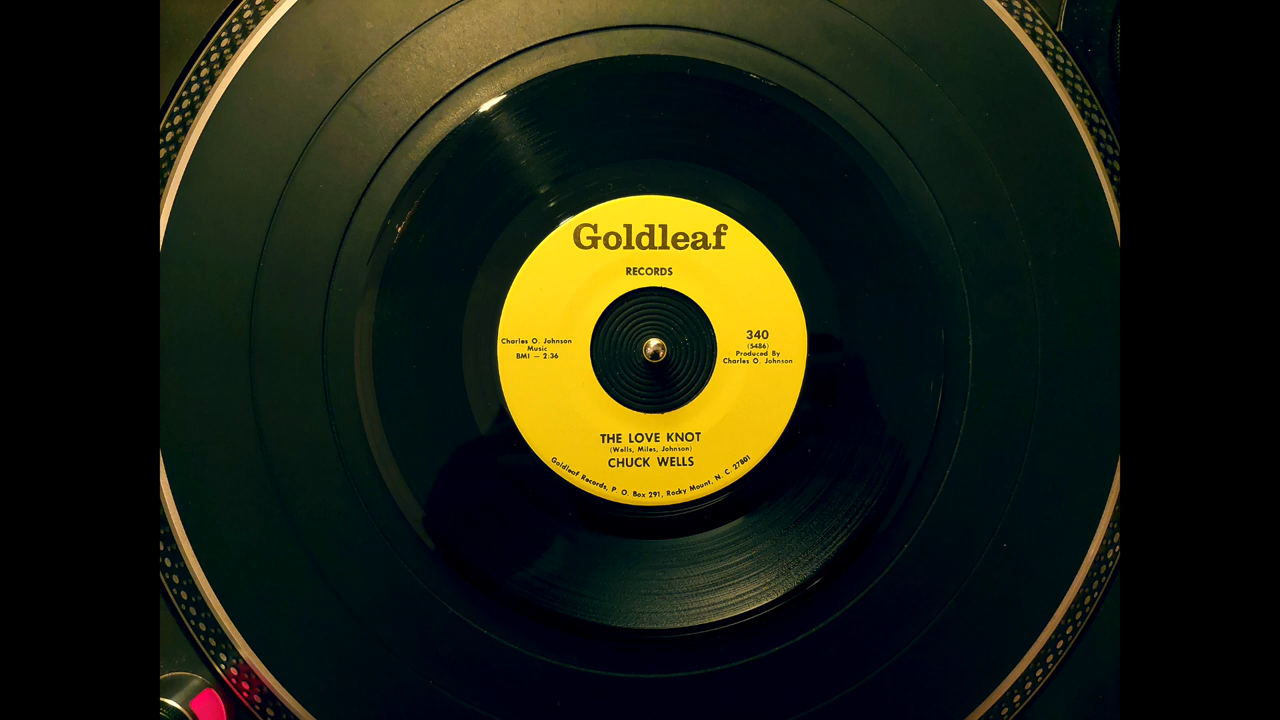 Goldleaf
RECORDS
Charles O. Johnson
Music
BMI — 2:36
340
(5486)
Produced By
Charles O. Johnson
THE LOVE KNOT
(Wells, Miles, Johnson)
CHUCK WELLS
Goldleaf Records, P. O. Box 291, Rocky Mount, N. C. 27801